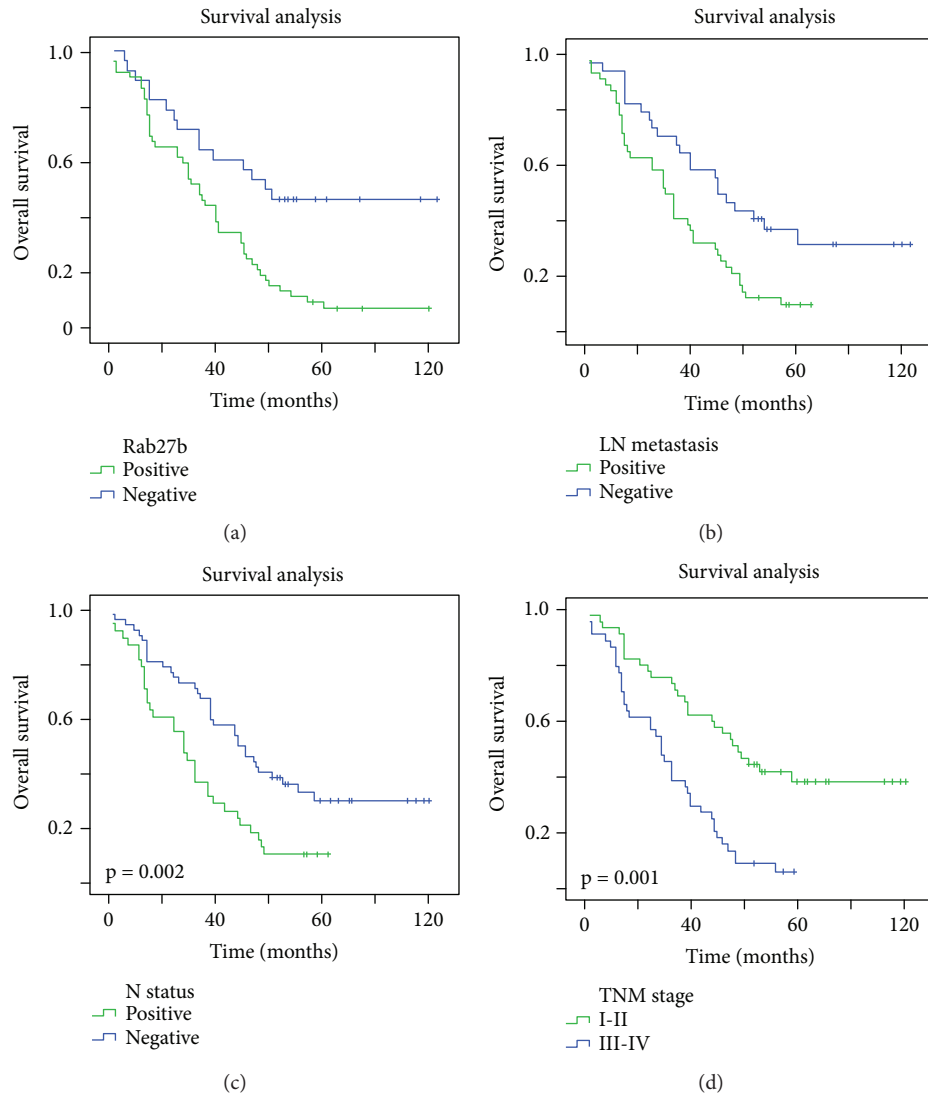 Survival analysis
1.0
0.6
0.2
0
Overall survival
0 40 60 120
Time (months)
Rab27b
Positive
Negative
(a)
Survival analysis
1.0
0.6
0.2
Overall survival
0 40 60 120
Time (months)
LN metastasis
Positive
Negative
(b)
Survival analysis
1.0
0.6
0.2
Overall survival
p = 0.002
0 40 60 120
Time (months)
N status
Positive
Negative
(c)
Survival analysis
1.0
0.6
0.2
Overall survival
p = 0.001
0 40 60 120
Time (months)
TNM stage
I-II
III-IV
(d)